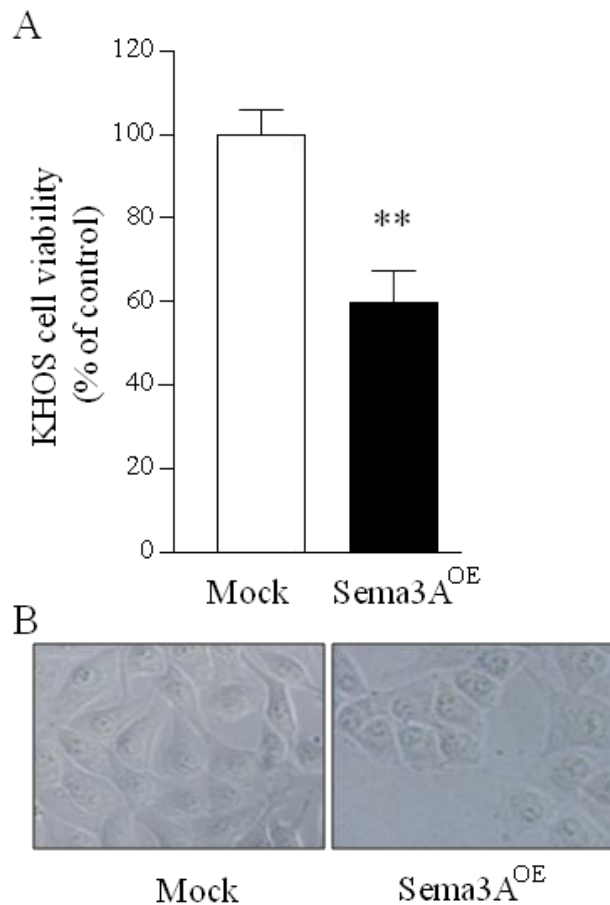 A
120
100
80
60
40
20
0
KHOS cell viability
(% of control)
**
Mock Sema3A^OE
B
Mock Sema3A^OE